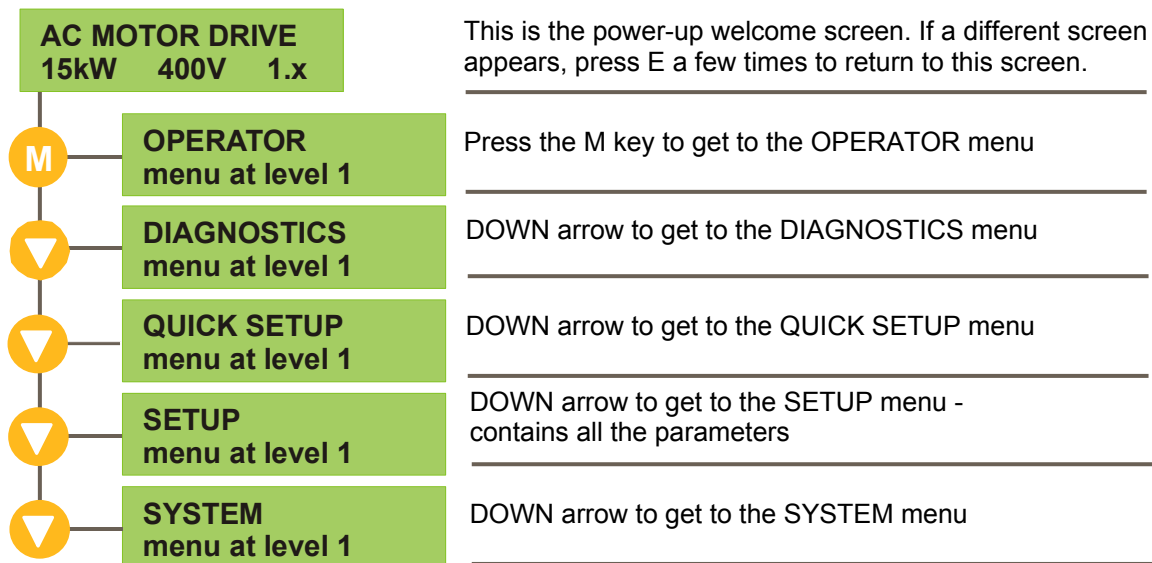 AC MOTOR DRIVE
15kW 400V 1.x
This is the power-up welcome screen. If a different screen
appears, press E a few times to return to this screen.
M
OPERATOR
menu at level 1
Press the M key to get to the OPERATOR menu
DIAGNOSTICS
menu at level 1
DOWN arrow to get to the DIAGNOSTICS menu
QUICK SETUP
menu at level 1
DOWN arrow to get to the QUICK SETUP menu
SETUP
menu at level 1
DOWN arrow to get to the SETUP menu -
contains all the parameters
SYSTEM
menu at level 1
DOWN arrow to get to the SYSTEM menu